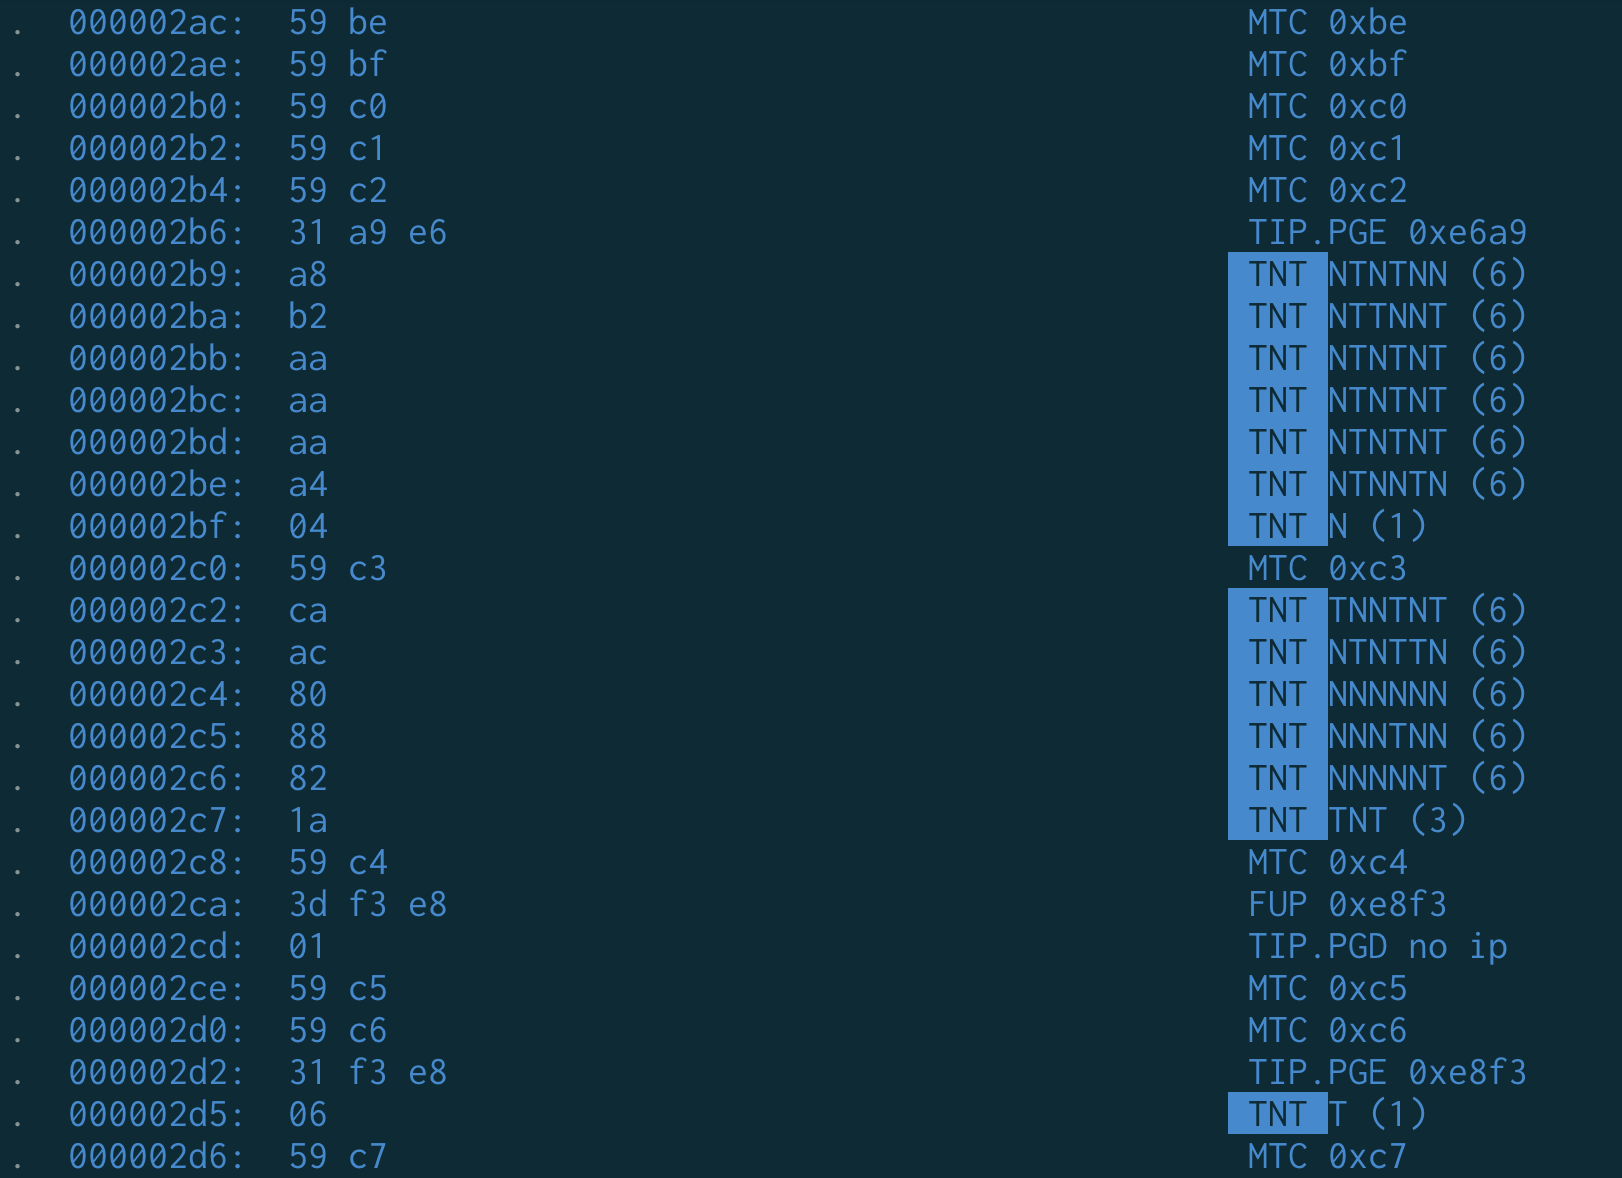 . 000002ac: 59 be MTC 0xbe
. 000002ae: 59 bf MTC 0xbf
. 000002b0: 59 c0 MTC 0xc0
. 000002b2: 59 c1 MTC 0xc1
. 000002b4: 59 c2 MTC 0xc2
. 000002b6: 31 a9 e6 TIP.PGE 0xe6a9
. 000002b9: a8 TNT NTNTNN (6)
. 000002ba: b2 TNT NTTNNT (6)
. 000002bb: aa TNT NTNTNT (6)
. 000002bc: aa TNT NTNTNT (6)
. 000002bd: aa TNT NTNTNT (6)
. 000002be: a4 TNT NTNNTN (6)
. 000002bf: 04 TNT N (1)
. 000002c0: 59 c3 MTC 0xc3
. 000002c2: ca TNT TNNTNT (6)
. 000002c3: ac TNT NTNTTN (6)
. 000002c4: 80 TNT NNNNNN (6)
. 000002c5: 88 TNT NNNTNN (6)
. 000002c6: 82 TNT NNNNNT (6)
. 000002c7: 1a TNT TNT (3)
. 000002c8: 59 c4 MTC 0xc4
. 000002ca: 3d f3 e8 FUP 0xe8f3
. 000002cd: 01 TIP.PGD no ip
. 000002ce: 59 c5 MTC 0xc5
. 000002d0: 59 c6 MTC 0xc6
. 000002d2: 31 f3 e8 TIP.PGE 0xe8f3
. 000002d5: 06 TNT T (1)
. 000002d6: 59 c7 MTC 0xc7